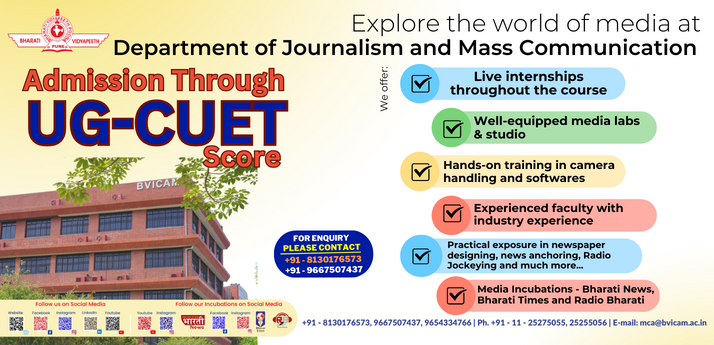 BHARATI VIDYAPEETH
PUNE
Explore the world of media at
Department of Journalism and Mass Communication
Admission Through
UG-CUET
Score
BVICAM
We offer:
Live internships
throughout the course
Well-equipped media labs
& studio
Hands-on training in camera
handling and softwares
Experienced faculty with
industry experience
Practical exposure in newspaper
designing, news anchoring, Radio
Jockeying and much more...
Media Incubations - Bharati News,
Bharati Times and Radio Bharati
FOR ENQUIRY
PLEASE CONTACT
+91 - 8130176573
+91 - 9667507437
Follow us on Social Media
Website Facebook Instagram Linkedin Youtube
Follow our Incubations on Social Media
Youtube Instagram Facebook Instagram
भारती
+91 - 8130176573, 9667507437, 9654334766 | Ph. +91 - 11 - 25275055, 25255056 | E-mail: mca@bvicam.ac.in